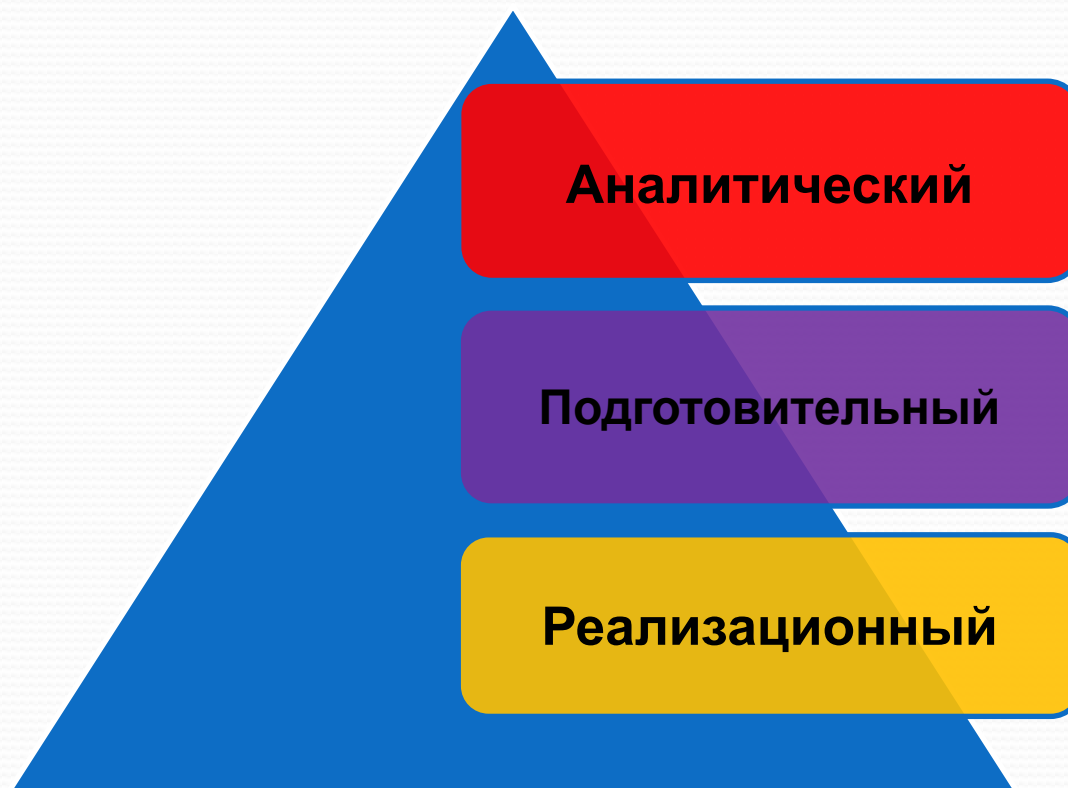 Аналитический
Подготовительный
Реализационный